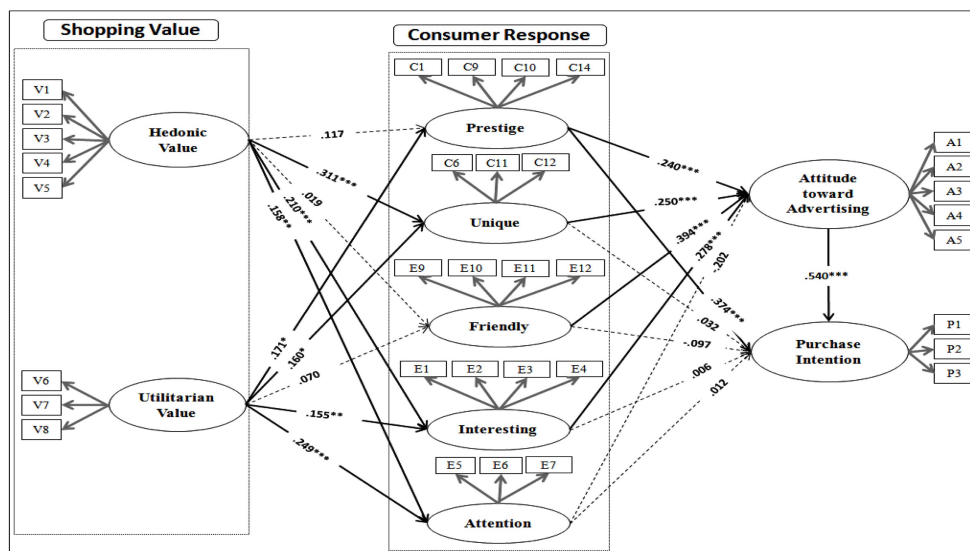 Shopping Value
Consumer Response
V1
V2
V3
V4
V5
Hedonic
Value
V6
V7
V8
Utilitarian
Value
C1
C9
C10
C14
Prestige
C6
C11
C12
Unique
E9
E10
E11
E12
Friendly
E1
E2
E3
E4
Interesting
E5
E6
E7
Attention
.117
.311***
.019
.210***
.158**
.171*
.160*
.070
.155**
.249***
.240***
.250***
.394***
.278***
.202
.374***
.032
-.097
.006
.012
Attitude
toward
Advertising
A1
A2
A3
A4
A5
.540***
Purchase
Intention
P1
P2
P3